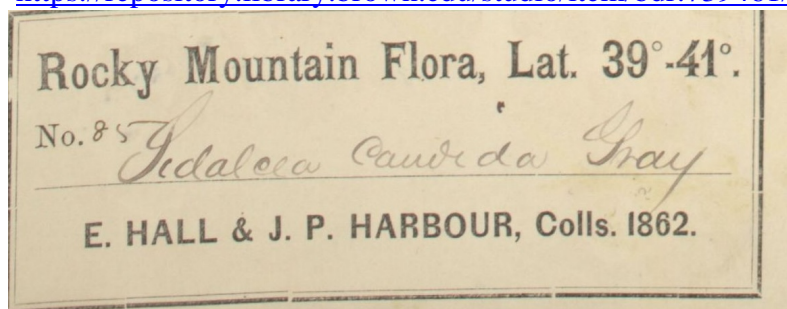 Rocky Mountain Flora, Lat. 39°-41°.
No. 85 Sidalcea Candida Gray
E. HALL & J. P. HARBOUR, Colls. 1862.